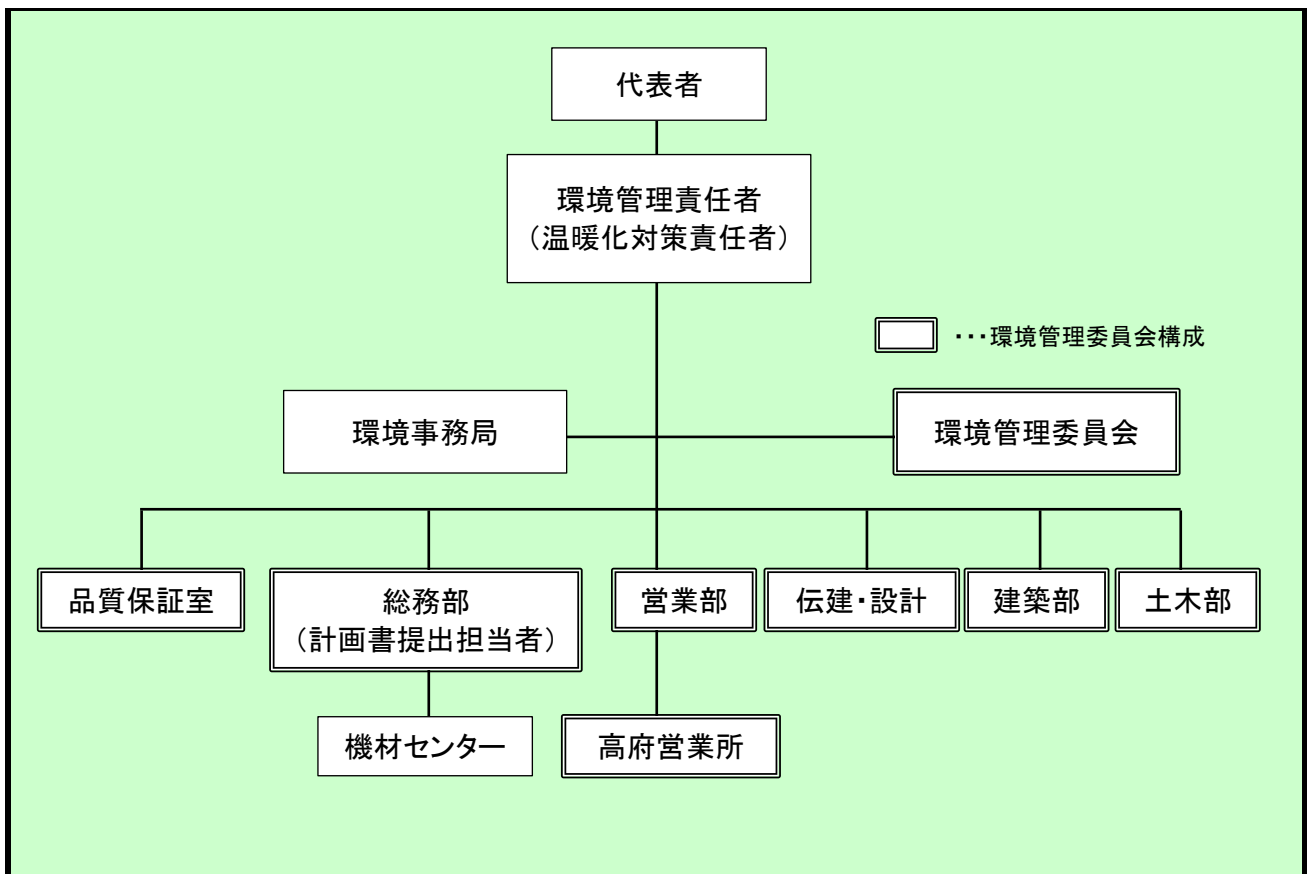 代表者
環境管理責任者
（温暖化対策責任者）
・・・環境管理委員会構成
環境事務局
環境管理委員会
品質保証室
総務部
（計画書提出担当者）
営業部
伝建・設計
建築部
土木部
機材センター
高府営業所